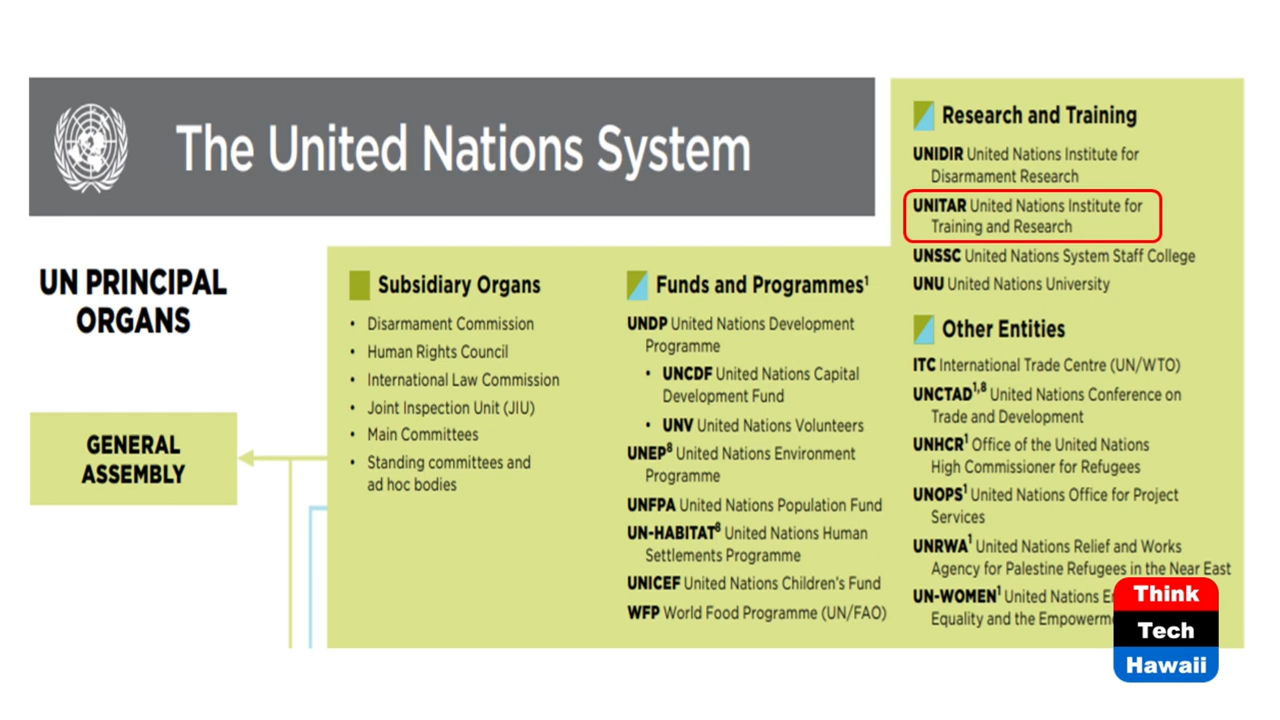 The United Nations System
UN PRINCIPAL
ORGANS
GENERAL
ASSEMBLY
Subsidiary Organs
• Disarmament Commission
• Human Rights Council
• International Law Commission
• Joint Inspection Unit (JIU)
• Main Committees
• Standing committees and
ad hoc bodies
Funds and Programmes¹
UNDP United Nations Development
Programme
• UNCDF United Nations Capital
Development Fund
• UNV United Nations Volunteers
UNEP⁸ United Nations Environment
Programme
UNFPA United Nations Population Fund
UN-HABITAT⁸ United Nations Human
Settlements Programme
UNICEF United Nations Children's Fund
WFP World Food Programme (UN/FAO)
Research and Training
UNIDIR United Nations Institute for
Disarmament Research
UNITAR United Nations Institute for
Training and Research
UNSSC United Nations System Staff College
UNU United Nations University
Other Entities
ITC International Trade Centre (UN/WTO)
UNCTAD¹,⁸ United Nations Conference on
Trade and Development
UNHCR¹ Office of the United Nations
High Commissioner for Refugees
UNOPS¹ United Nations Office for Project
Services
UNRWA¹ United Nations Relief and Works
Agency for Palestine Refugees in the Near East
UN-WOMEN¹ United Nations
Equality and the
Think
Tech
Hawaii